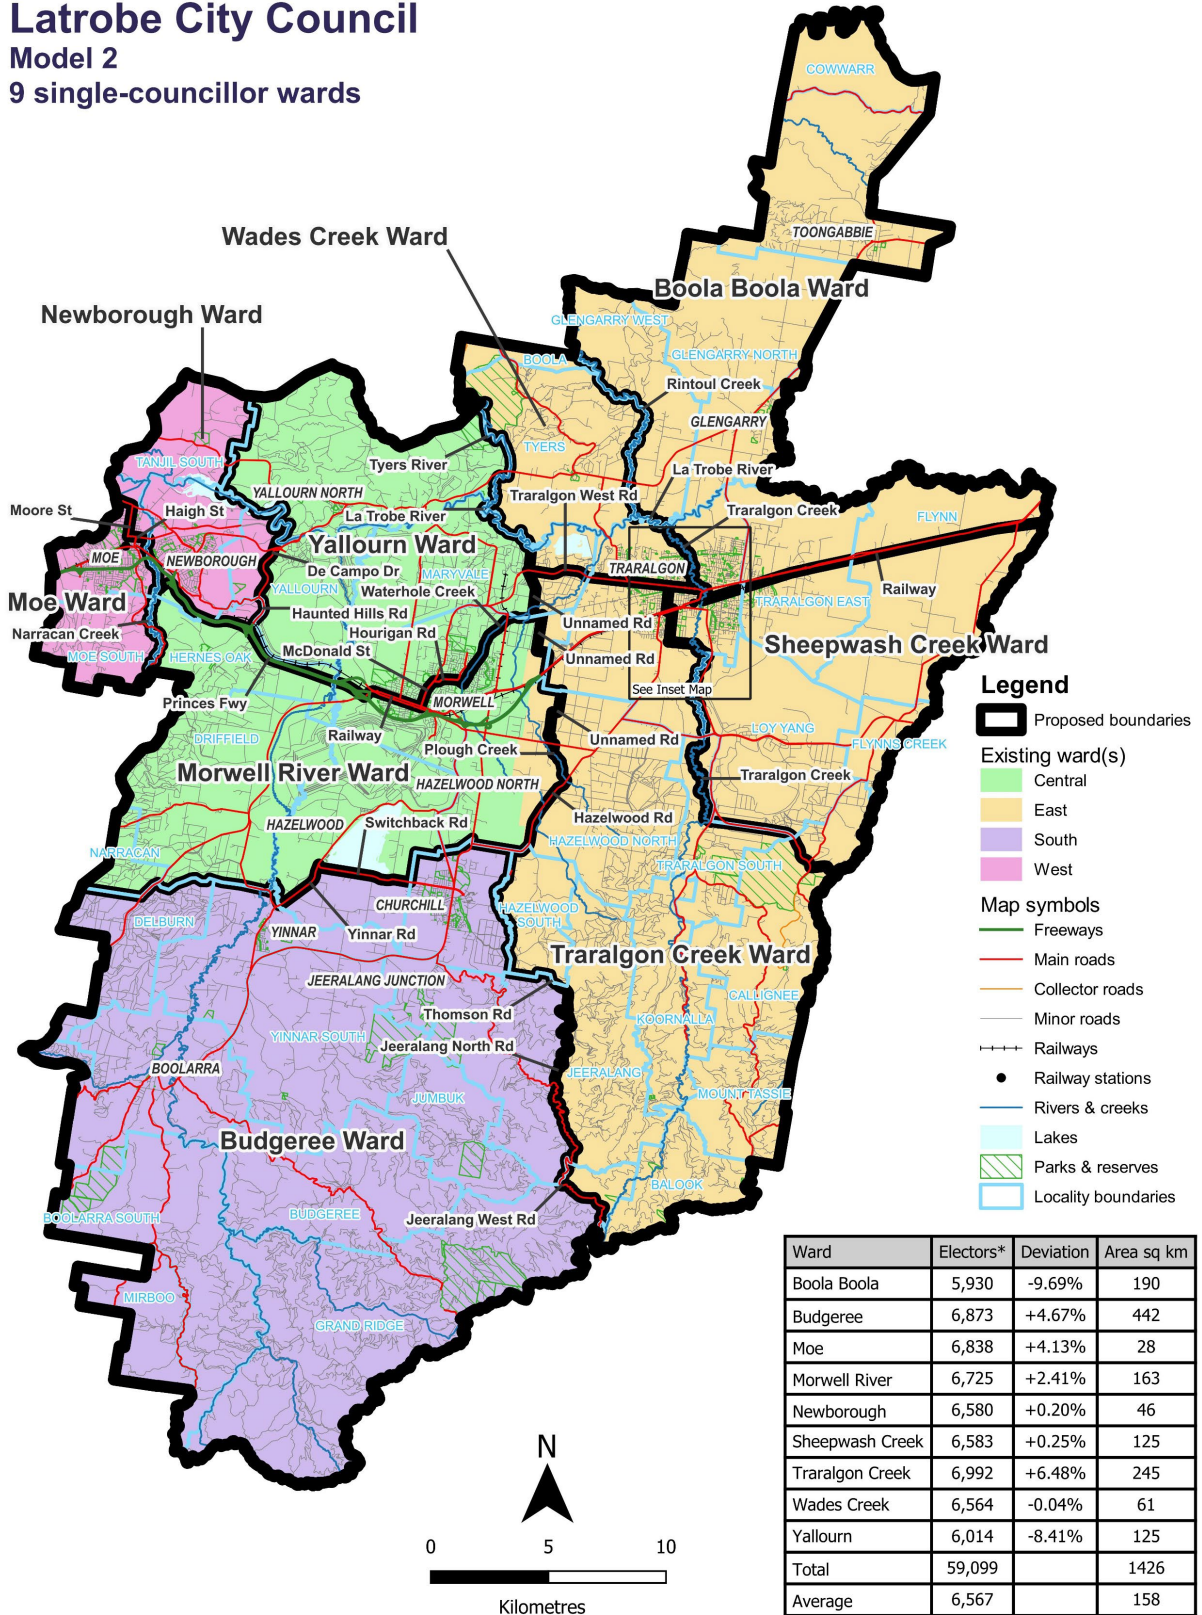 Latrobe City Council
Model 2
9 single-councillor wards
COWWARR
TOONGABBIE
Wades Creek Ward
Boola Boola Ward
Newborough Ward
GLENGARRY WEST
BOOLA
GLENGARRY NORTH
Rintoul Creek
GLENGARRY
TYERS
TANJIL SOUTH
Tyers River
La Trobe River
YALLOURN NORTH
Traralgon West Rd
Moore St
Haigh St
La Trobe River
Traralgon Creek
FLYNN
Yallourn Ward
MOE
NEWBOROUGH
De Campo Dr
MARYVALE
TRARALGON
YALLOURN
Waterhole Creek
Railway
Moe Ward
Haunted Hills Rd
TRARALGON EAST
Narracan Creek
Hourigan Rd
Unnamed Rd
Sheepwash Creek Ward
MOE SOUTH
HERNES OAK
McDonald St
Unnamed Rd
See Inset Map
Princes Fwy
MORWELL
DRIFFIELD
Railway
Plough Creek
Unnamed Rd
LOY YANG
FLYNNS CREEK
Morwell River Ward
HAZELWOOD NORTH
Traralgon Creek
HAZELWOOD
Switchback Rd
Hazelwood Rd
HAZELWOOD NORTH
NARRACAN
TRARALGON SOUTH
CHURCHILL
HAZELWOOD
SOUTH
DELBURN
YINNAR
Yinnar Rd
Traralgon Creek Ward
JEERALANG JUNCTION
CALLIGNEE
Thomson Rd
KOORNALLA
YINNAR SOUTH
Jeeralang North Rd
BOOLARRA
JEERALANG
JUMBUK
MOUNT TASSIE
Budgeree Ward
BALOOK
BOOLARRA SOUTH
BUDGEREE
Jeeralang West Rd
MIRBOO
GRAND RIDGE
Legend
Proposed boundaries
Existing ward(s)
Central
East
South
West
Map symbols
Freeways
Main roads
Collector roads
Minor roads
Railways
Railway stations
Rivers & creeks
Lakes
Parks & reserves
Locality boundaries
Ward Electors* Deviation Area sq km
Boola Boola 5,930 -9.69% 190
Budgeree 6,873 +4.67% 442
Moe 6,838 +4.13% 28
Morwell River 6,725 +2.41% 163
Newborough 6,580 +0.20% 46
Sheepwash Creek 6,583 +0.25% 125
Traralgon Creek 6,992 +6.48% 245
Wades Creek 6,564 -0.04% 61
Yallourn 6,014 -8.41% 125
Total 59,099 1426
Average 6,567 158
N
0 5 10
Kilometres